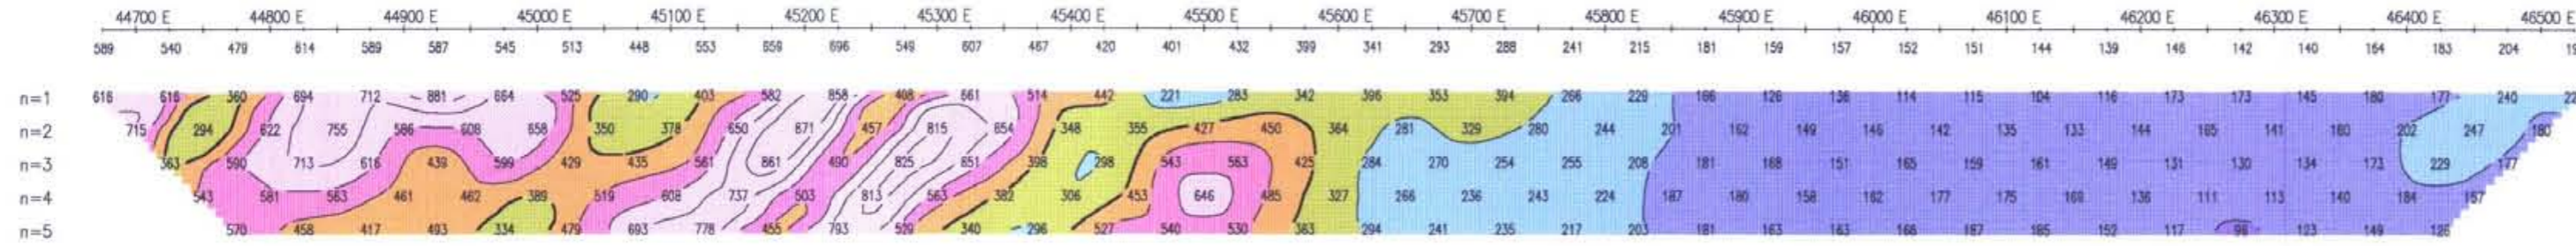 44700 E 44800 E 44900 E 45000 E 45100 E 45200 E 45300 E 45400 E 45500 E 45600 E 45700 E 45800 E 45900 E 46000 E 46100 E 46200 E 46300 E 46400 E 46500 E
589 540 479 614 589 587 545 513 448 553 659 696 549 607 467 420 401 432 399 341 293 288 241 215 181 159 157 152 151 144 139 146 142 140 164 183 204
n=1 616 616 360 694 712 881 664 525 290 403 582 858 408 661 514 442 221 283 342 396 353 394 266 229 166 126 136 114 115 104 116 173 173 145 180 177 240
n=2 715 294 622 755 586 608 658 350 378 650 871 457 815 654 348 355 427 450 364 281 329 280 244 201 162 149 146 142 135 133 144 165 141 160 202 247 180
n=3 363 590 713 616 439 599 429 435 561 861 490 825 651 398 298 543 563 425 284 270 254 255 208 181 168 151 165 159 161 149 131 130 134 173 229 177
n=4 543 581 563 461 462 389 519 608 737 503 813 563 382 306 453 646 485 327 266 236 243 224 187 180 158 162 177 175 160 136 111 113 140 184 157
n=5 570 458 417 493 334 479 693 778 455 793 529 340 296 527 540 530 363 294 241 235 217 203 181 163 163 166 187 185 152 117 96 123 149 126